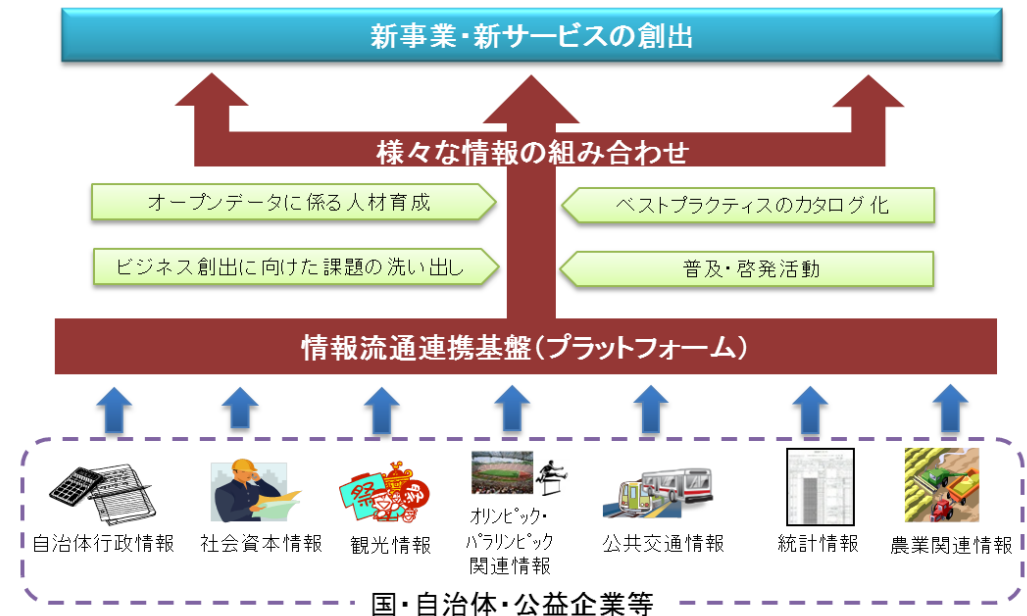 新事業・新サービスの創出
様々な情報の組み合わせ
オープンデータに係る人材育成
ベストプラクティスのカタログ化
ビジネス創出に向けた課題の洗い出し
普及・啓発活動
情報流通連携基盤(プラットフォーム)
祭
自治体行政情報
社会資本情報
観光情報
オリンピック・
パラリンピック
関連情報
公共交通情報
統計情報
農業関連情報
国・自治体・公益企業等